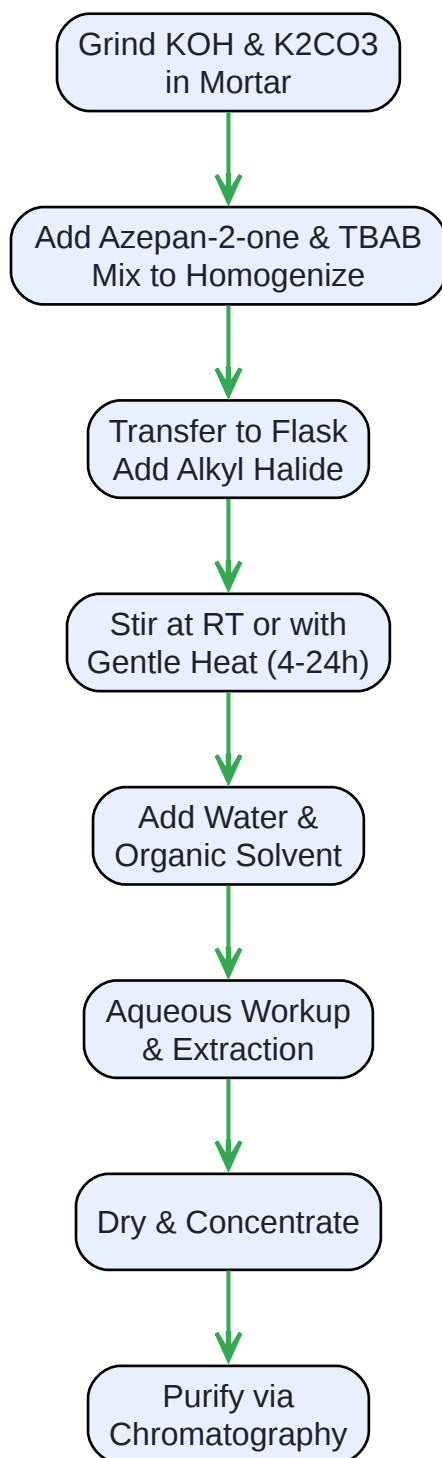 Grind KOH & K2CO3
in Mortar
Add Azepan-2-one & TBAB
Mix to Homogenize
Transfer to Flask
Add Alkyl Halide
Stir at RT or with
Gentle Heat (4-24h)
Add Water &
Organic Solvent
Aqueous Workup
& Extraction
Dry & Concentrate
Purify via
Chromatography